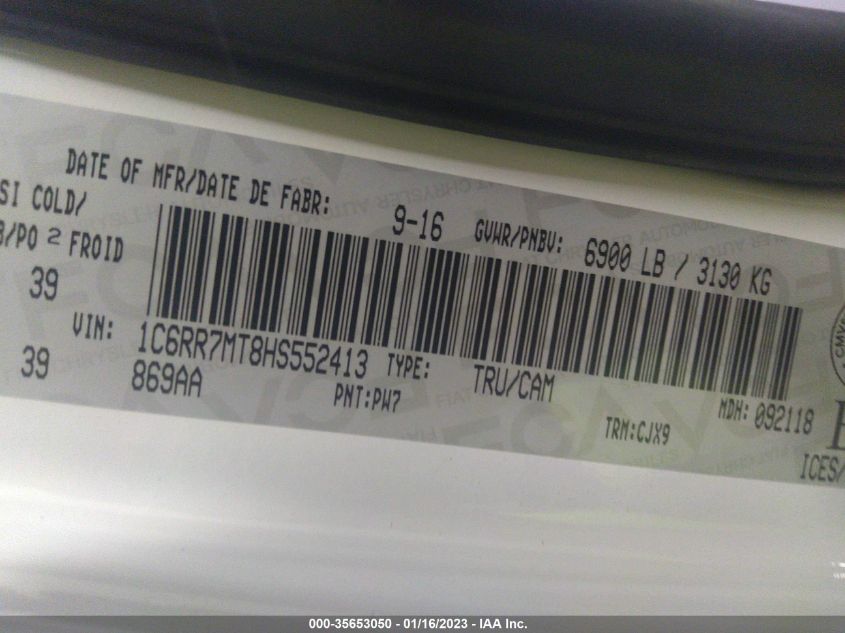 DATE OF MFR/DATE DE FABR: 9-16 GVWR/PNBV: 6900 LB / 3130 KG
SI COLD/
/PO 2 FROID
39
VIN: 1C6RR7MT8HS552413 TYPE: TRU/CAM MDH: 092118
39
869AA PNT:PW7 TRM:CJX9
ICES/
000-35653050 - 01/16/2023 - IAA Inc.